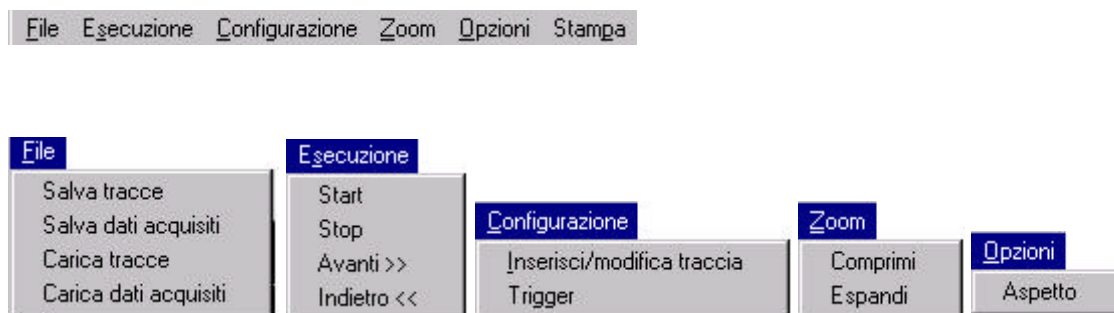 File Esecuzione Configurazione Zoom Opzioni Stampa
File
Salva tracce
Salva dati acquisiti
Carica tracce
Carica dati acquisiti
Esecuzione
Start
Stop
Avanti >>
Indietro <<
Configurazione
Inserisci/modifica traccia
Trigger
Zoom
Comprimi
Espandi
Opzioni
Aspetto